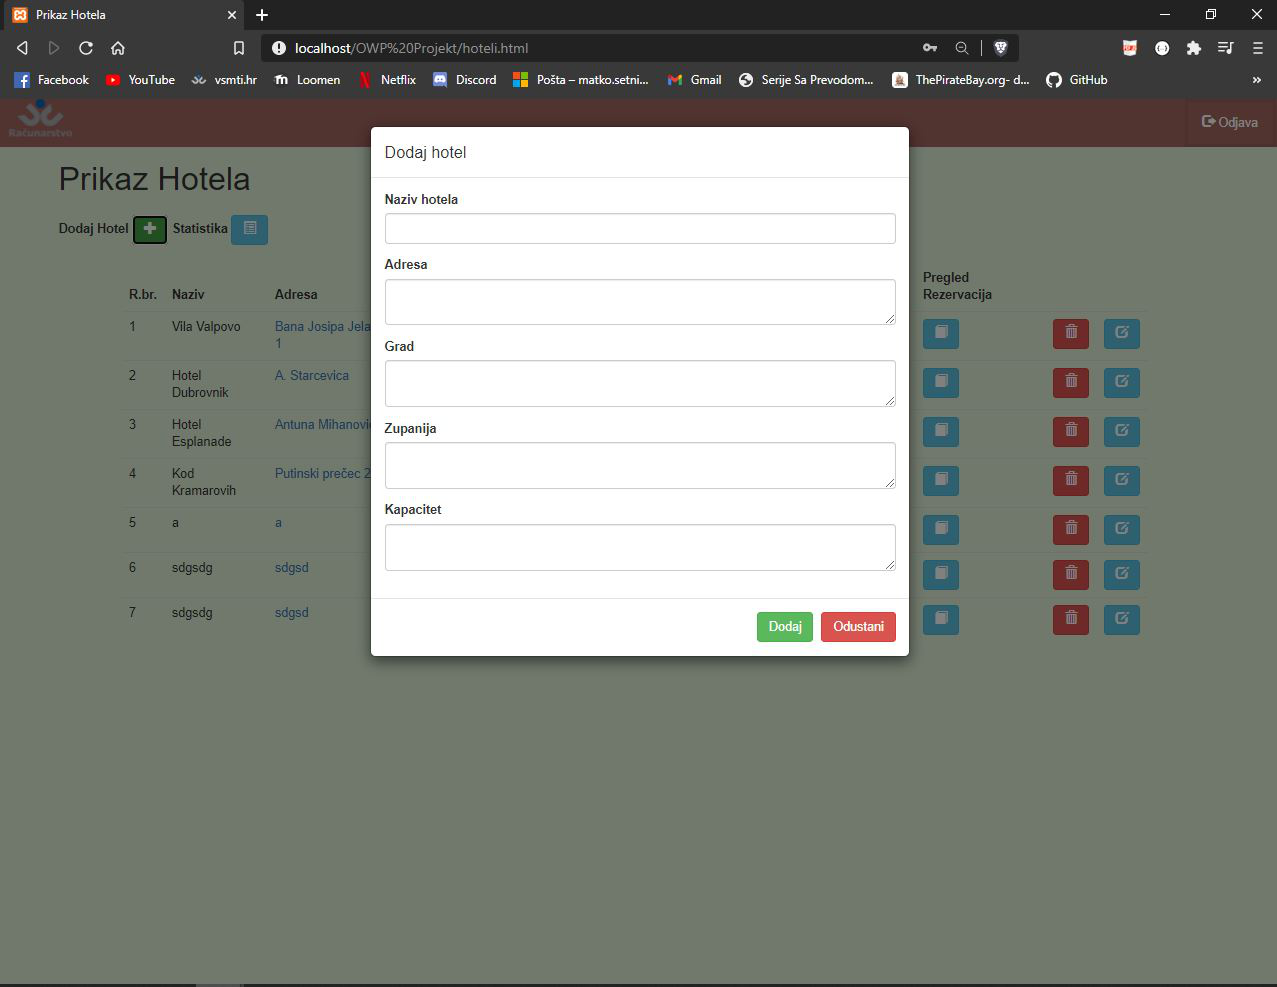 Prikaz Hotela
localhost/OWP%20Projekt/hoteli.html
Facebook YouTube vsmti.hr Loomen Netflix Discord Pošta – matko.setni... Gmail Serije Sa Prevodom... ThePirateBay.org- d... GitHub »
Računarstvo
Odjava
Prikaz Hotela
Dodaj Hotel Statistika
R.br. Naziv Adresa Pregled
Rezervacija
1 Vila Valpovo Bana Josipa Jela
1
2 Hotel A. Starcevica
Dubrovnik
3 Hotel Antuna Mihanovi
Esplanade
4 Kod Putinski prečec 2
Kramarovih
5 a a
6 sdgsdg sdgsd
7 sdgsdg sdgsd
Dodaj hotel
Naziv hotela
Adresa
Grad
Zupanija
Kapacitet
Dodaj Odustani